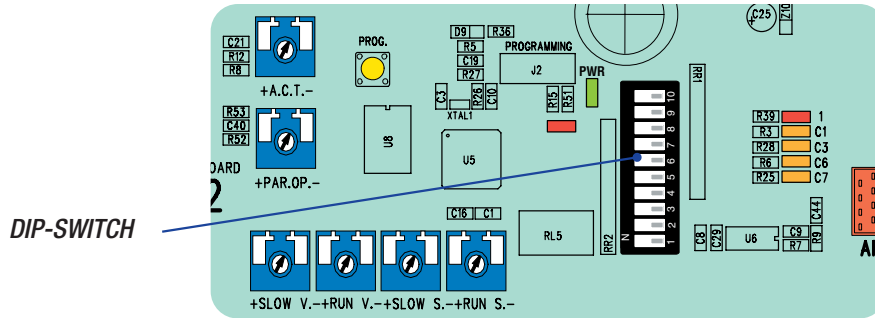 C21
R12
R8
+A.C.T.-
PROG.
D9
R36
R5
C19
R27
PROGRAMMING
J2
PWR
C25
Z10
R53
C40
R52
+PAR.OP.-
OARD
2
U8
C3
XTAL1
R26
C10
R15
R51
U5
RR1
10
9
8
7
6
5
4
3
2
1
N
R39 1
R3 C1
R28 C3
R6 C6
R25 C7
DIP-SWITCH
C16 C1
RL5
RR2
C8
C29
U6
C9
R7
R9
C44
+SLOW V.-+RUN V.-+SLOW S.-+RUN S.-